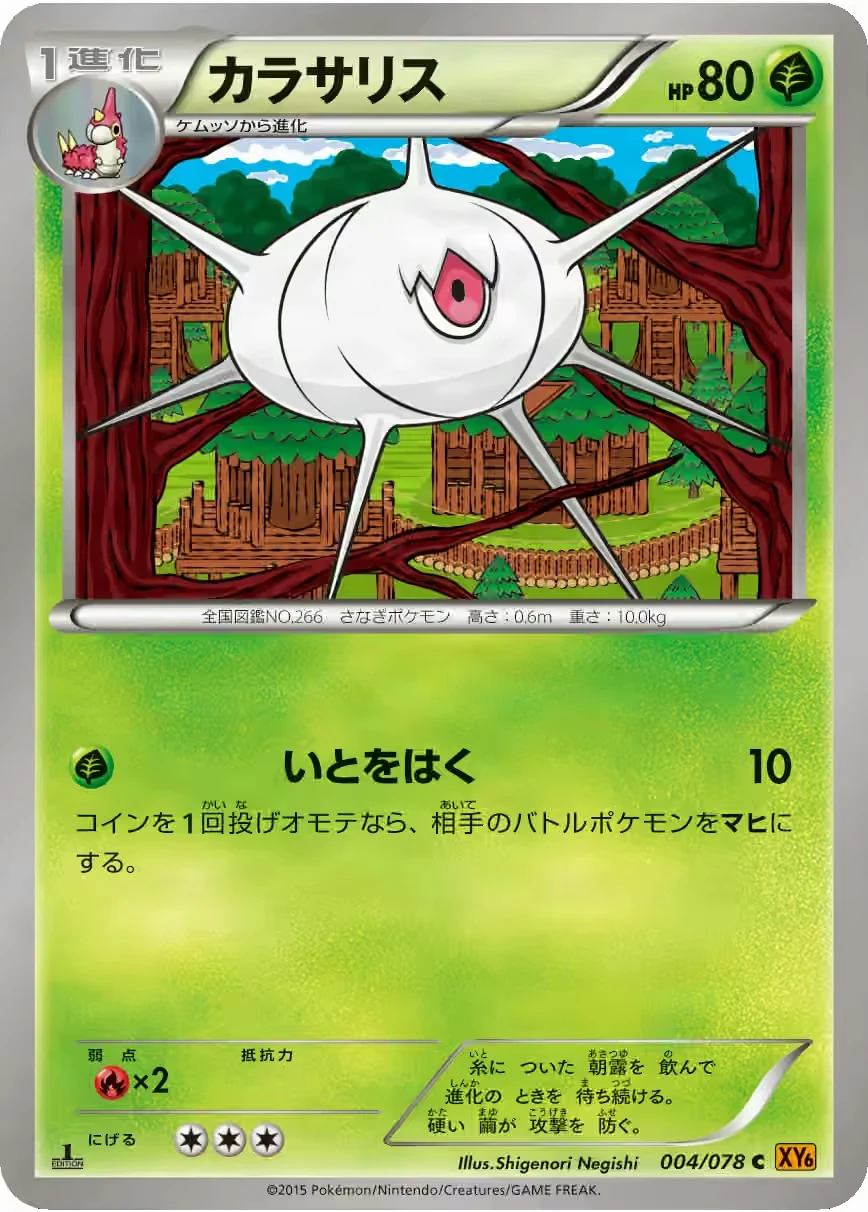 1進化
カラサリス
HP80
ケムッソから進化
全国図鑑NO.266 さなぎポケモン 高さ:0.6m 重さ:10.0kg
いとをはく 10
コインを1回投げオモテなら、相手のバトルポケモンをマヒに
する。
弱点 抵抗力
×2
にげる
糸に ついた 朝露を 飲んで
進化の ときを 待ち続ける。
硬い 繭が 攻撃を 防ぐ。
1 EDITION
Illus.Shigenori Negishi 004/078 C XY6
©2015 Pokémon/Nintendo/Creatures/GAME FREAK.